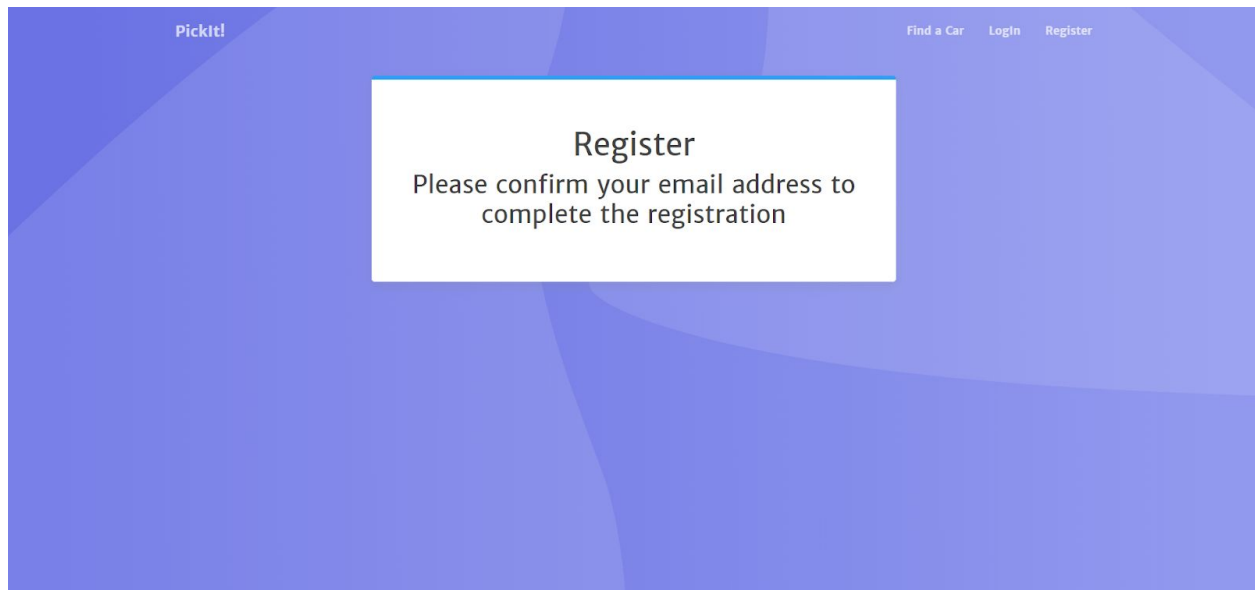 PickIt!
Find a Car LogIn Register
Register
Please confirm your email address to
complete the registration